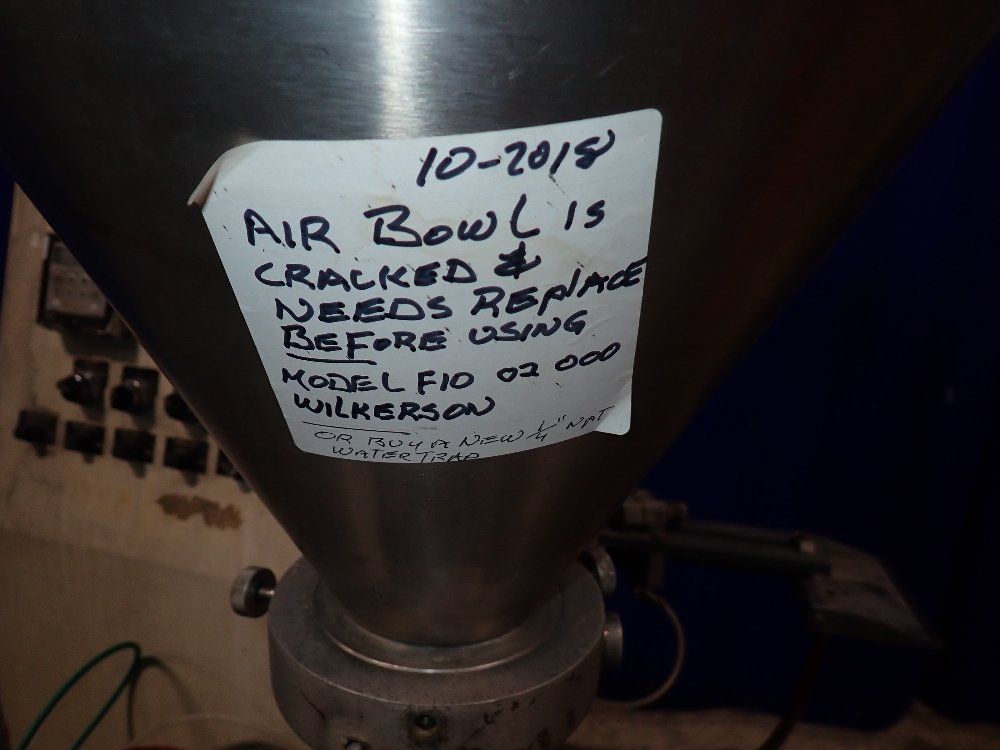 10-2018
AIR BOWL IS
CRACKED &
NEEDS REPLACE
BEFORE USING
MODEL F10 02 000
WILKERSON
OR BUY A NEW 1/4" NPT
WATER TRAP